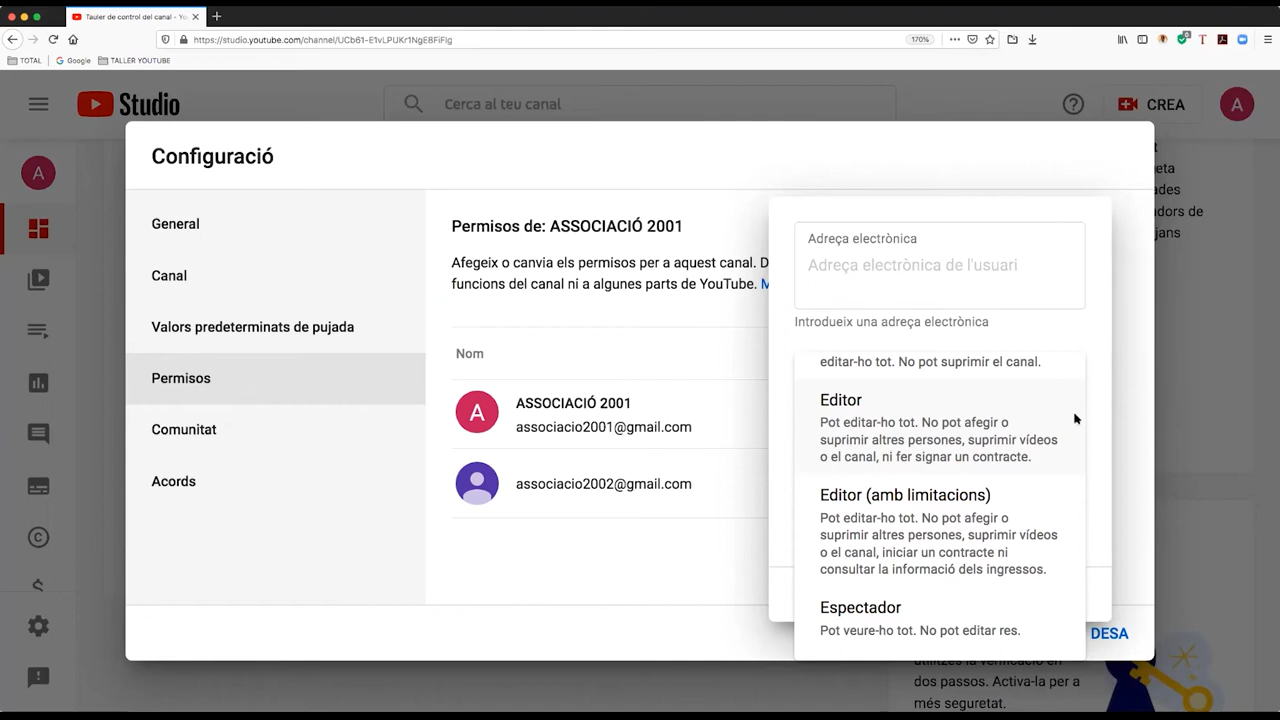 Tauler de control del canal - Yo
https://studio.youtube.com/channel/UCb61-E1vLPUKr1NgE8FiFIg
170%
TOTAL
Google
TALLER YOUTUBE
Studio
Cerca al teu canal
CREA
A
A
Configuració
General
Canal
Valors predeterminats de pujada
Permisos
Comunitat
Acords
Permisos de: ASSOCIACIÓ 2001
Afegeix o canvia els permisos per a aquest canal. D
funcions del canal ni a algunes parts de YouTube. M
Nom
A
ASSOCIACIÓ 2001
associacio2001@gmail.com
associacio2002@gmail.com
Adreça electrònica
Adreça electrònica de l'usuari
Introdueix una adreça electrònica
editar-ho tot. No pot suprimir el canal.
Editor
Pot editar-ho tot. No pot afegir o
suprimir altres persones, suprimir vídeos
o el canal, ni fer signar un contracte.
Editor (amb limitacions)
Pot editar-ho tot. No pot afegir o
suprimir altres persones, suprimir vídeos
o el canal, iniciar un contracte ni
consultar la informació dels ingressos.
Espectador
Pot veure-ho tot. No pot editar res.
DESA
t
eta
ades
dors de
jans
utilitzes la verificació en
dos passos. Activa-la per a
més seguretat.